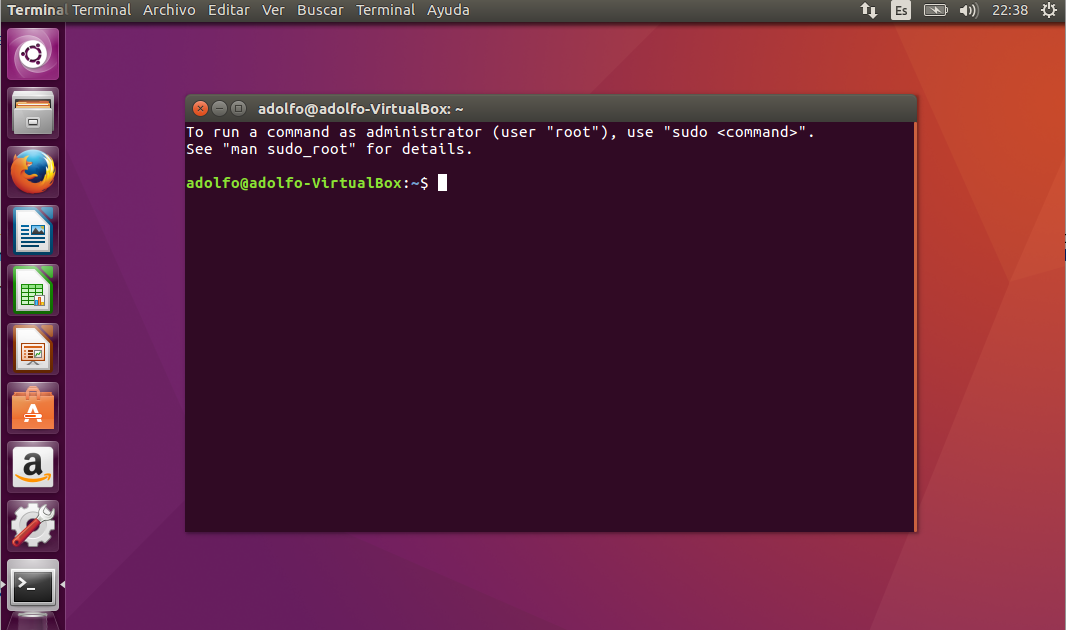 Terminal Terminal Archivo Editar Ver Buscar Terminal Ayuda Es 22:38
adolfo@adolfo-VirtualBox: ~
To run a command as administrator (user "root"), use "sudo <command>".
See "man sudo_root" for details.
adolfo@adolfo-VirtualBox:~$
A
a
>_